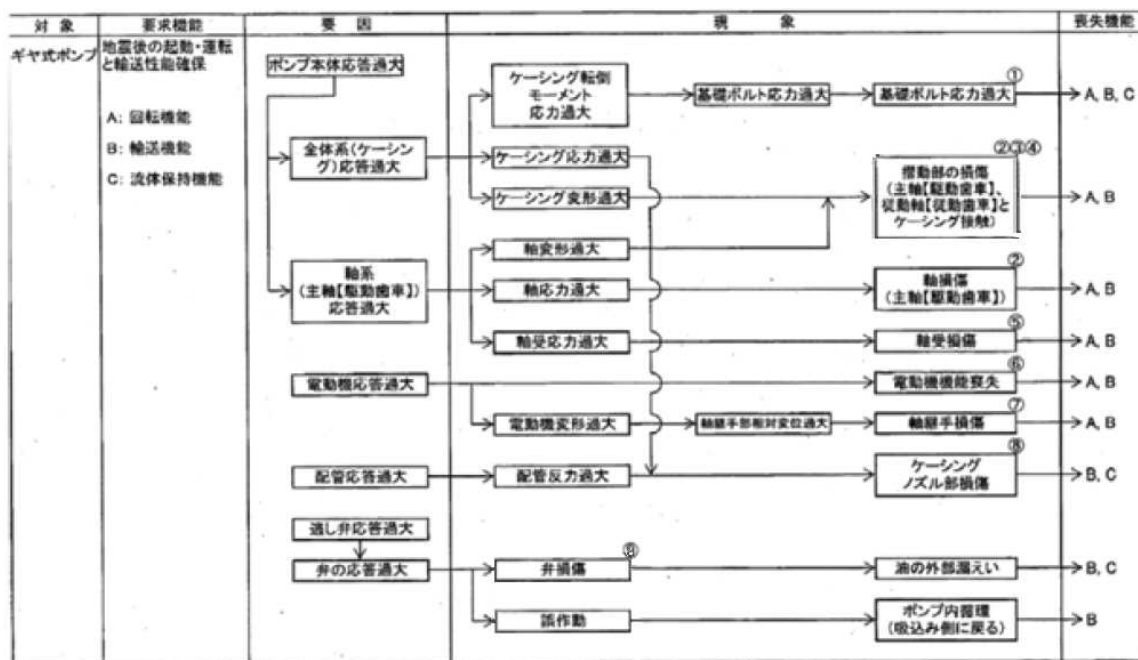 対 象
要求機能
要 因
現 象
喪失機能
ギヤ式ポンプ
地震後の起動・運転
と輸送性能確保
A: 回転機能
B: 輸送機能
C: 流体保持機能
ポンプ本体応答過大
全体系(ケーシン
グ)応答過大
ケーシング転倒
モーメント
応力過大
基礎ボルト応力過大
①
基礎ボルト応力過大
A, B, C
ケーシング応力過大
ケーシング変形過大
②③④
摺動部の損傷
(主軸【駆動歯車】、
従動軸【従動歯車】と
ケーシング接触)
A, B
軸系
(主軸【駆動歯車】)
応答過大
軸変形過大
軸応力過大
②
軸損傷
(主軸【駆動歯車】)
A, B
軸受応力過大
⑤
軸受損傷
A, B
電動機応答過大
⑥
電動機機能喪失
A, B
電動機変形過大
軸継手部相対変位過大
⑦
軸継手損傷
A, B
配管応答過大
配管反力過大
⑧
ケーシング
ノズル部損傷
B, C
逃し弁応答過大
弁の応答過大
弁損傷
油の外部漏えい
B, C
誤作動
ポンプ内循環
(吸込み側に戻る)
B